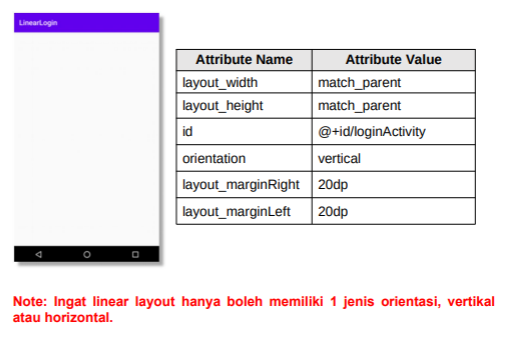 LinearLogin
Attribute Name Attribute Value
layout_width match_parent
layout_height match_parent
id @+id/loginActivity
orientation vertical
layout_marginRight 20dp
layout_marginLeft 20dp
Note: Ingat linear layout hanya boleh memiliki 1 jenis orientasi, vertikal
atau horizontal.